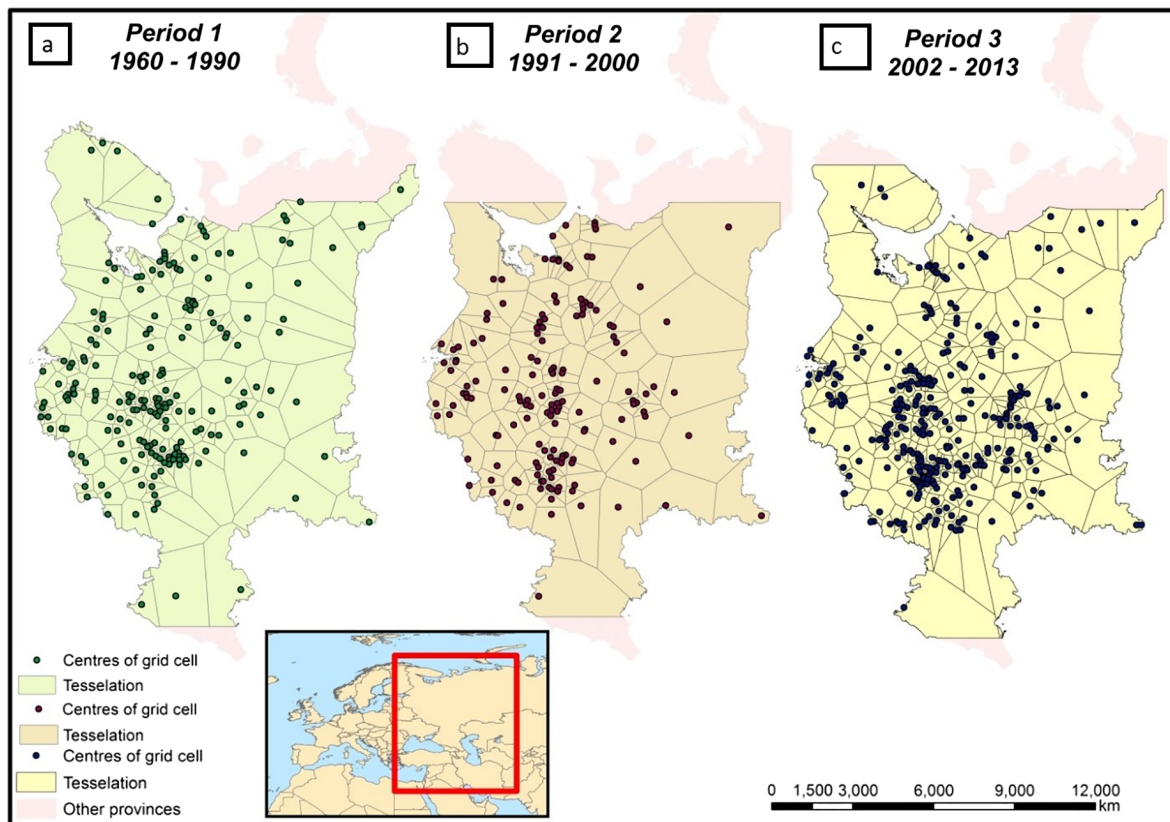 a
Period 1
1960 - 1990
b
Period 2
1991 - 2000
c
Period 3
2002 - 2013
Centres of grid cell
Tesselation
Centres of grid cell
Tesselation
Centres of grid cell
Tesselation
Other provinces
0 1,500 3,000 6,000 9,000 12,000
km